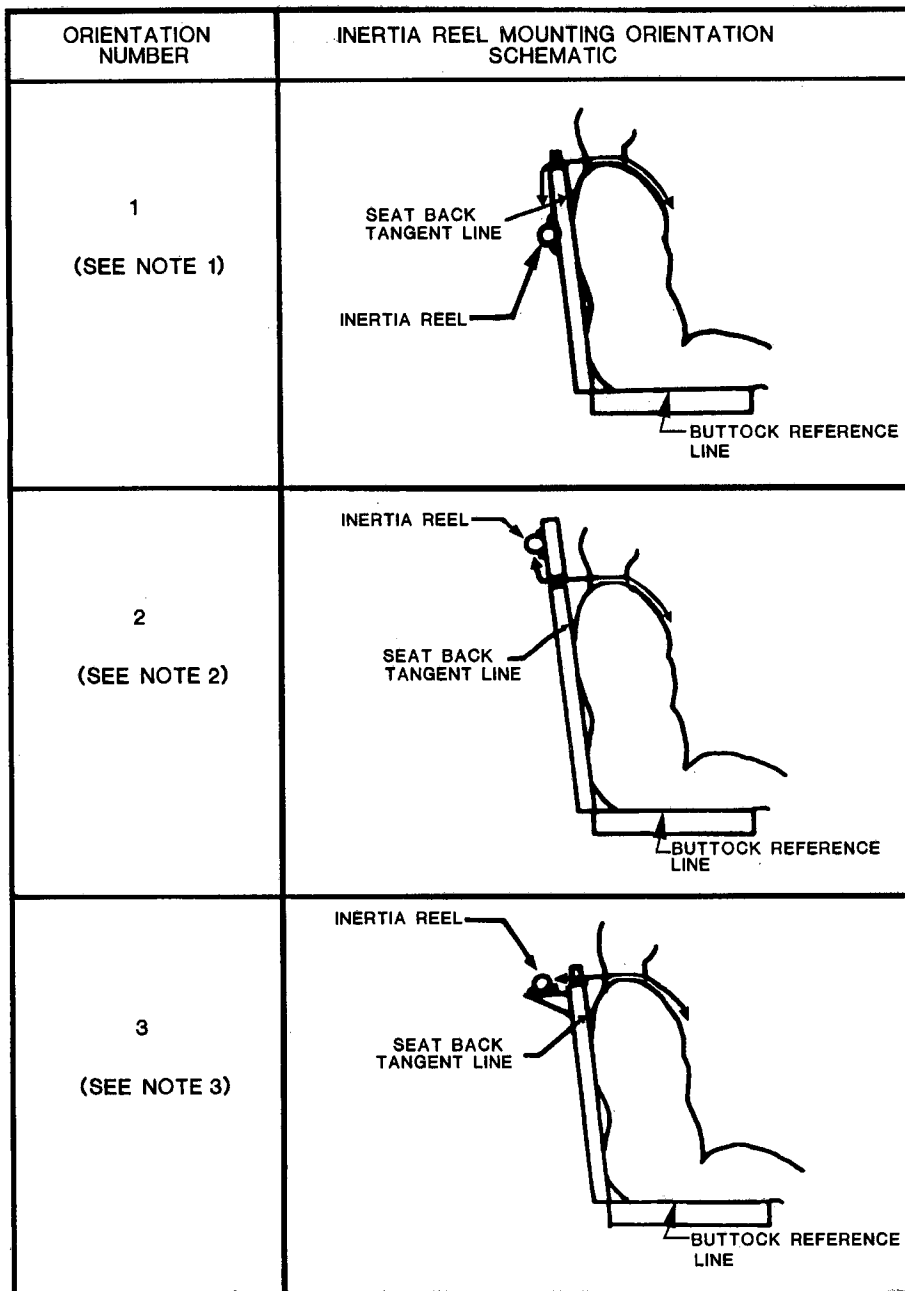 ORIENTATION
NUMBER
INERTIA REEL MOUNTING ORIENTATION
SCHEMATIC
1
(SEE NOTE 1)
SEAT BACK
TANGENT LINE
INERTIA REEL
BUTTOCK REFERENCE
LINE
2
(SEE NOTE 2)
INERTIA REEL
SEAT BACK
TANGENT LINE
BUTTOCK REFERENCE
LINE
3
(SEE NOTE 3)
INERTIA REEL
SEAT BACK
TANGENT LINE
BUTTOCK REFERENCE
LINE